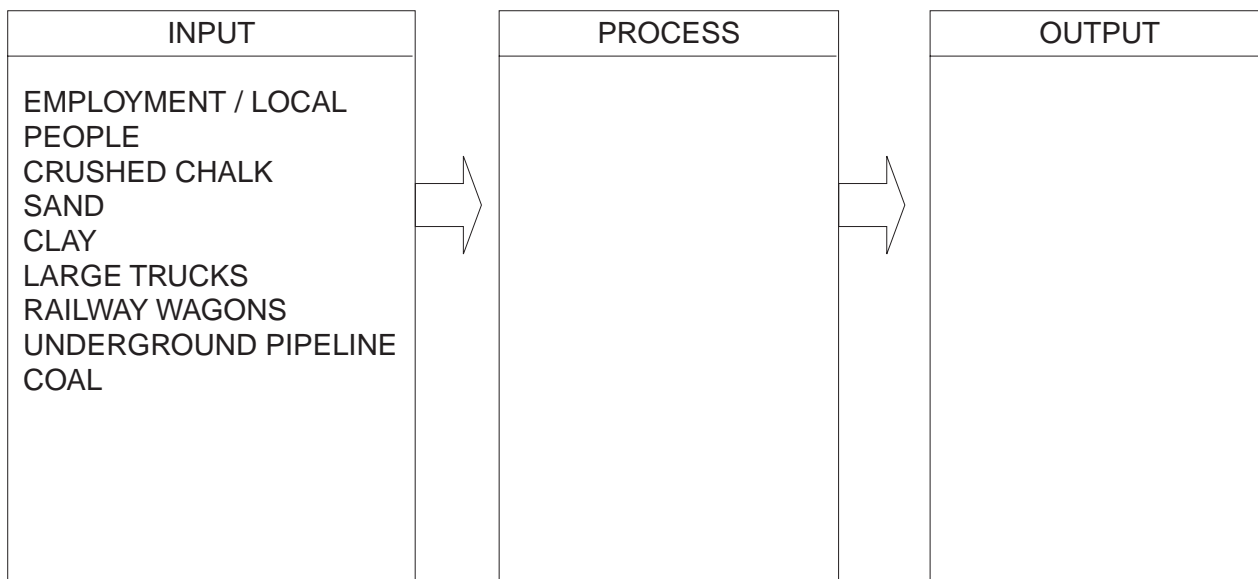 INPUT
EMPLOYMENT / LOCAL
PEOPLE
CRUSHED CHALK
SAND
CLAY
LARGE TRUCKS
RAILWAY WAGONS
UNDERGROUND PIPELINE
COAL
PROCESS
OUTPUT